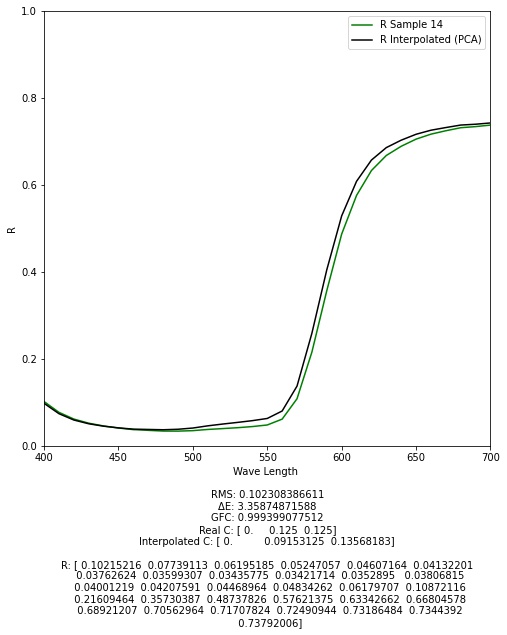 1.0
0.8
0.6
0.4
0.2
0.0
R
R Sample 14
R Interpolated (PCA)
400 450 500 550 600 650 700
Wave Length
RMS: 0.102308386611
ΔE: 3.35874871588
GFC: 0.999399077512
Real C: [ 0. 0.125 0.125]
Interpolated C: [ 0. 0.09153125 0.13568183]
R: [ 0.10215216 0.07739113 0.06195185 0.05247057 0.04607164 0.04132201
0.03762624 0.03599307 0.03435775 0.03421714 0.0352895 0.03806815
0.04001219 0.04207591 0.04468964 0.04834262 0.06179707 0.10872116
0.21609464 0.35730387 0.48737826 0.57621375 0.63342662 0.66804578
0.68921207 0.70562964 0.71707824 0.72490944 0.73186484 0.7344392
0.73792006]